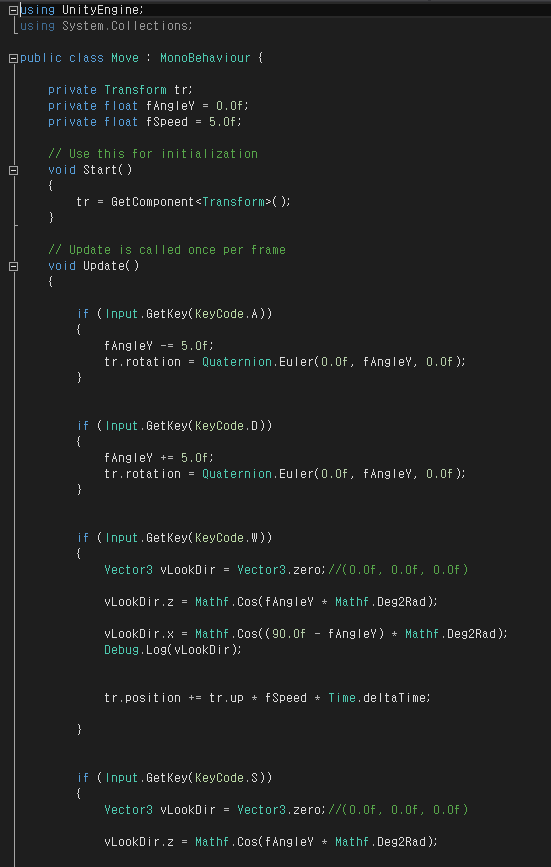 using UnityEngine;
using System.Collections;
public class Move : MonoBehaviour {
private Transform tr;
private float fAngleY = 0.0f;
private float fSpeed = 5.0f;
// Use this for initialization
void Start()
{
tr = GetComponent<Transform>();
}
// Update is called once per frame
void Update()
{
if (Input.GetKey(KeyCode.A))
{
fAngleY -= 5.0f;
tr.rotation = Quaternion.Euler(0.0f, fAngleY, 0.0f);
}
if (Input.GetKey(KeyCode.D))
{
fAngleY += 5.0f;
tr.rotation = Quaternion.Euler(0.0f, fAngleY, 0.0f);
}
if (Input.GetKey(KeyCode.W))
{
Vector3 vLookDir = Vector3.zero;//(0.0f, 0.0f, 0.0f)
vLookDir.z = Mathf.Cos(fAngleY * Mathf.Deg2Rad);
vLookDir.x = Mathf.Cos((90.0f - fAngleY) * Mathf.Deg2Rad);
Debug.Log(vLookDir);
tr.position += tr.up * fSpeed * Time.deltaTime;
}
if (Input.GetKey(KeyCode.S))
{
Vector3 vLookDir = Vector3.zero;//(0.0f, 0.0f, 0.0f)
vLookDir.z = Mathf.Cos(fAngleY * Mathf.Deg2Rad);